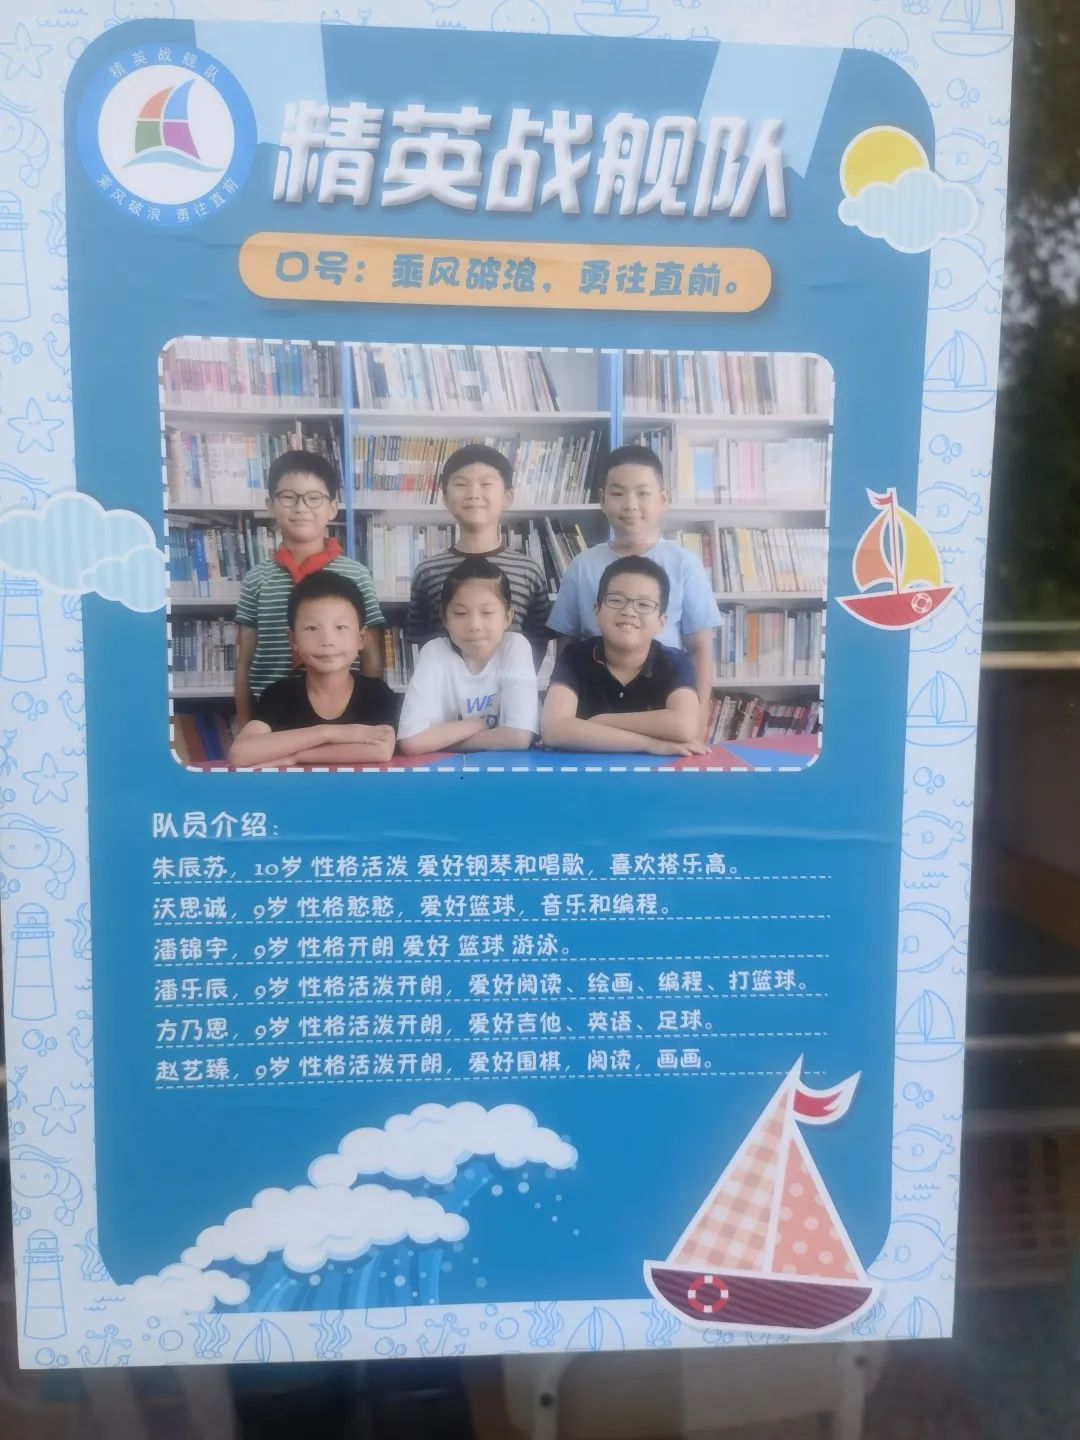 精英战舰队
乘风破浪 勇往直前
精英战舰队
口号：乘风破浪，勇往直前。
WE
队员介绍：
朱辰苏，10岁 性格活泼 爱好钢琴和唱歌，喜欢搭乐高。
沃思诚，9岁 性格憨憨，爱好篮球，音乐和编程。
潘锦宇，9岁 性格开朗 爱好 篮球 游泳。
潘乐辰，9岁 性格活泼开朗，爱好阅读、绘画、编程、打篮球。
方乃恩，9岁 性格活泼开朗，爱好吉他、英语、足球。
赵艺臻，9岁 性格活泼开朗，爱好围棋，阅读，画画。